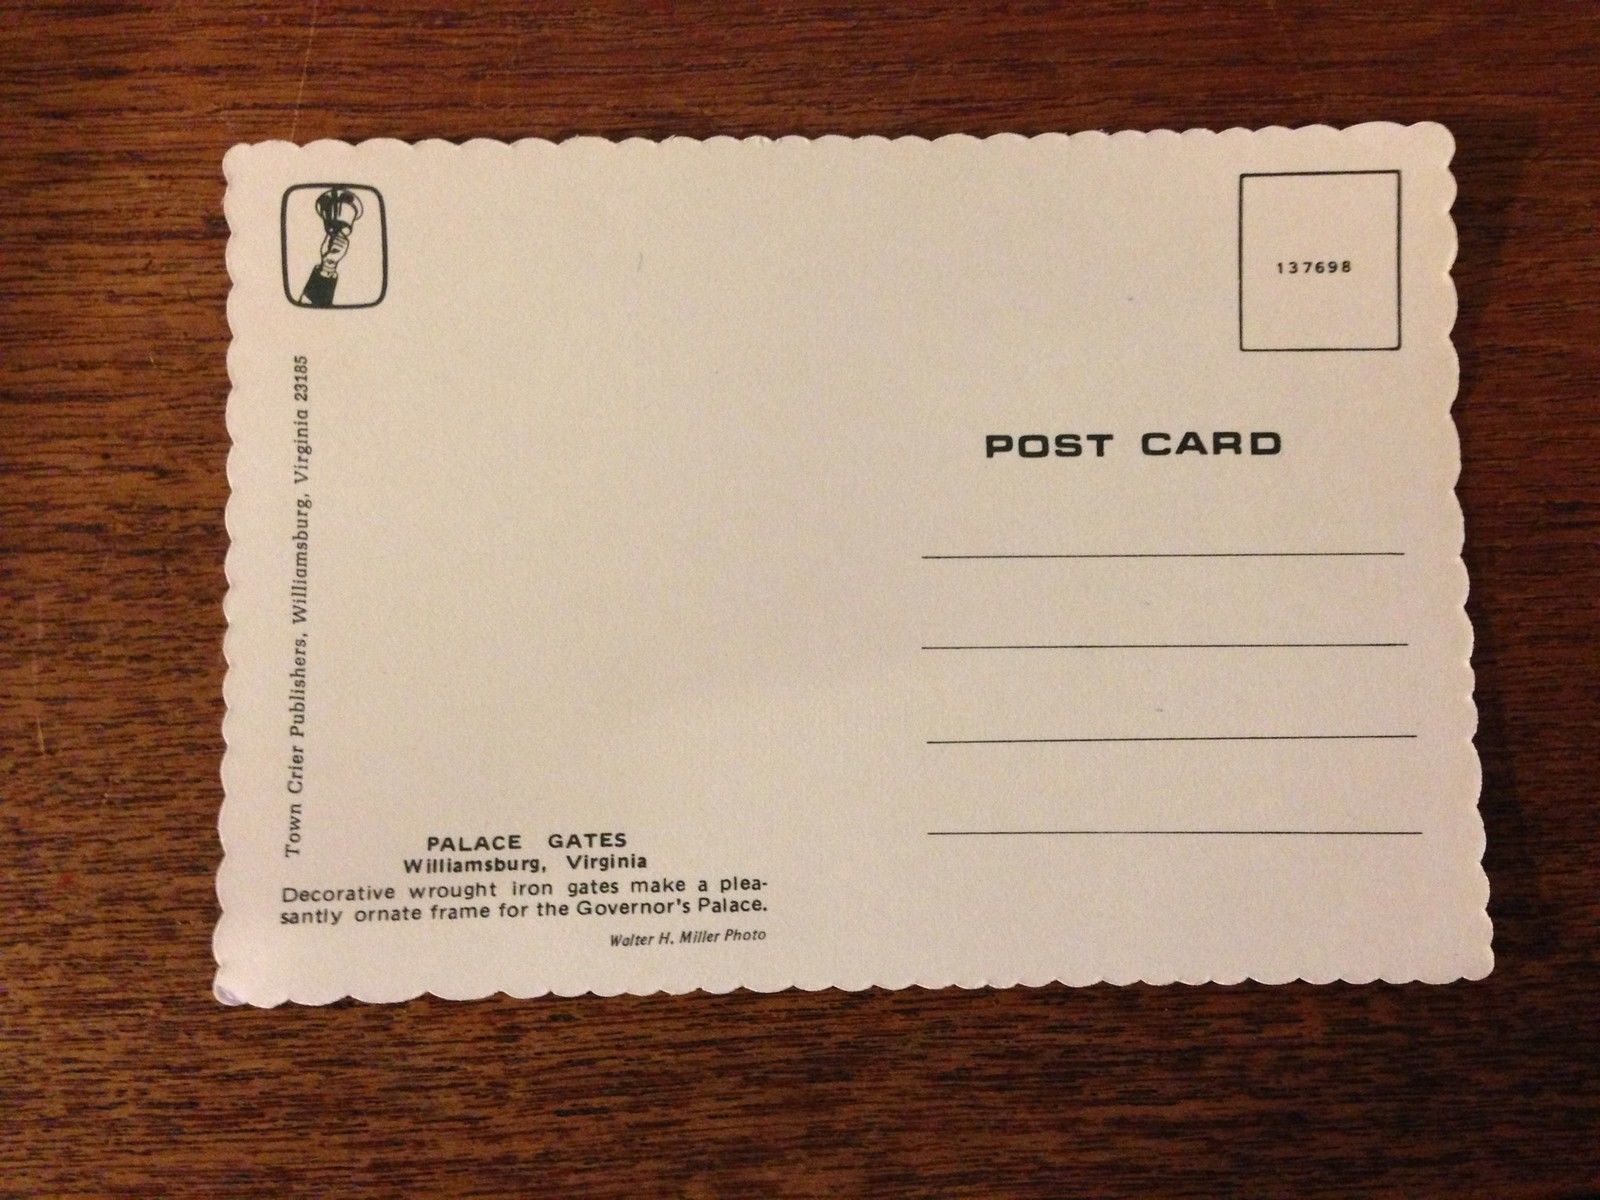 137698
POST CARD
Town Crier Publishers, Williamsburg, Virginia 23185
PALACE GATES
Williamsburg, Virginia
Decorative wrought iron gates make a plea-
santly ornate frame for the Governor's Palace.
Walter H. Miller Photo